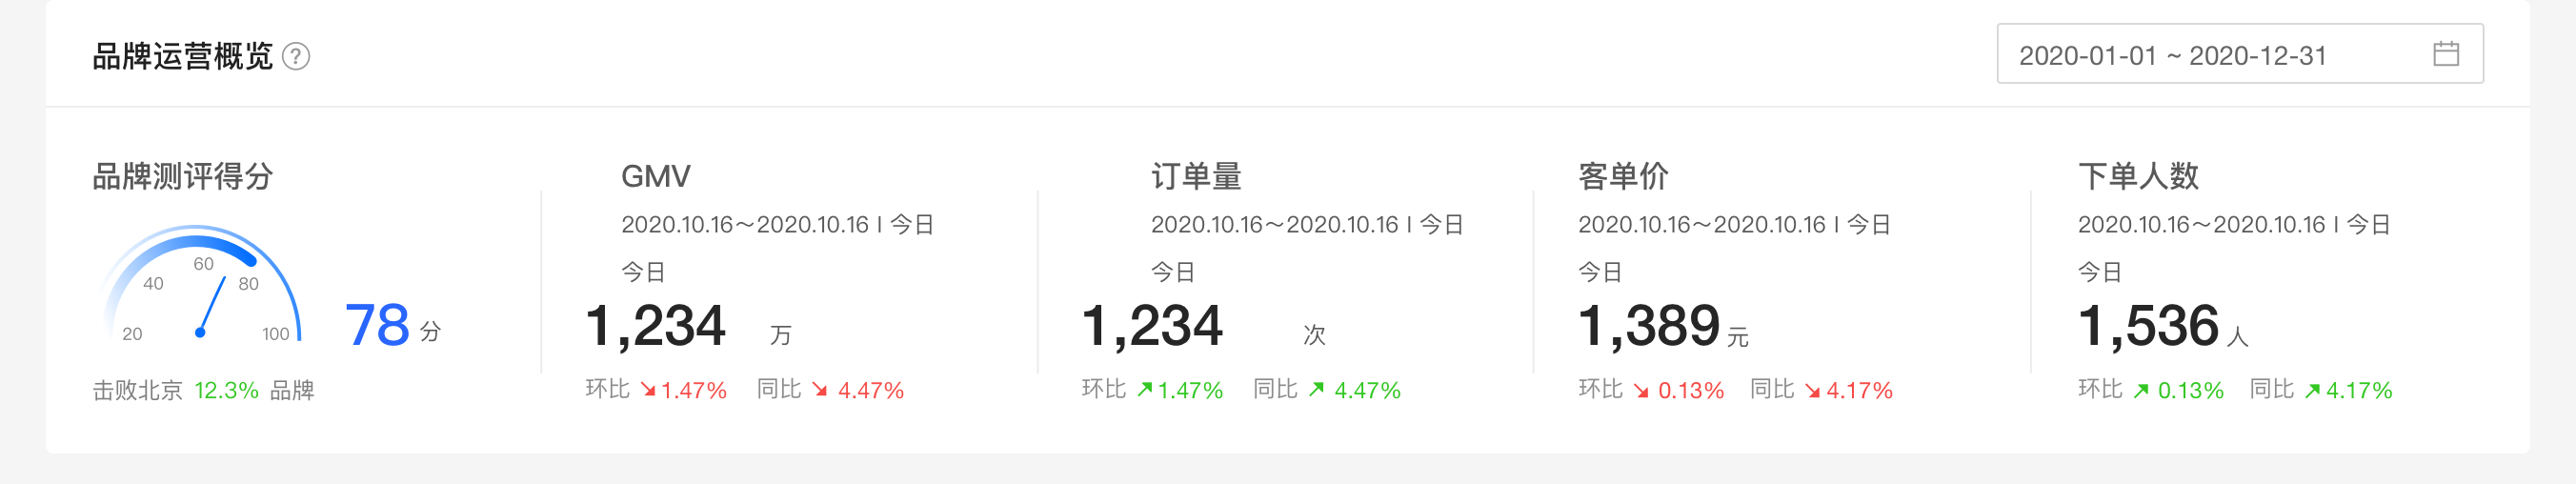 品牌运营概览 ?
2020-01-01 ~ 2020-12-31
品牌测评得分
20
40
60
80
100
78 分
击败北京 12.3% 品牌
GMV
2020.10.16～2020.10.16 | 今日
今日
1,234 万
环比 ↘1.47% 同比 ↘ 4.47%
订单量
2020.10.16～2020.10.16 | 今日
今日
1,234 次
环比 ↗1.47% 同比 ↗ 4.47%
客单价
2020.10.16～2020.10.16 | 今日
今日
1,389 元
环比 ↘ 0.13% 同比 ↘4.17%
下单人数
2020.10.16～2020.10.16 | 今日
今日
1,536 人
环比 ↗ 0.13% 同比 ↗4.17%